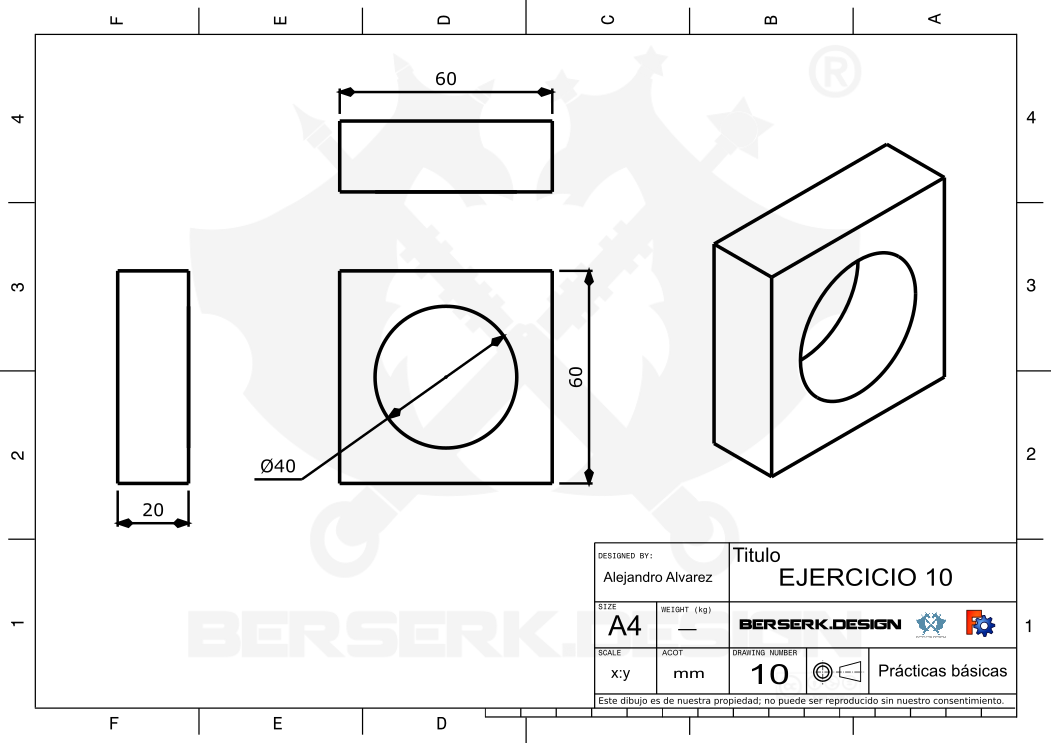 F E D C B A
®
60
4 4
3 3
60
Ø40
2 2
20
DESIGNED BY:
Alejandro Alvarez
Titulo
EJERCICIO 10
SIZE
A4
WEIGHT (kg)
—
BERSERK.DESIGN
BERSERK.DESIGN
1 1
SCALE
x:y
ACOT
mm
DRAWING NUMBER
10
Prácticas básicas
Este dibujo es de nuestra propiedad; no puede ser reproducido sin nuestro consentimiento.
F E D